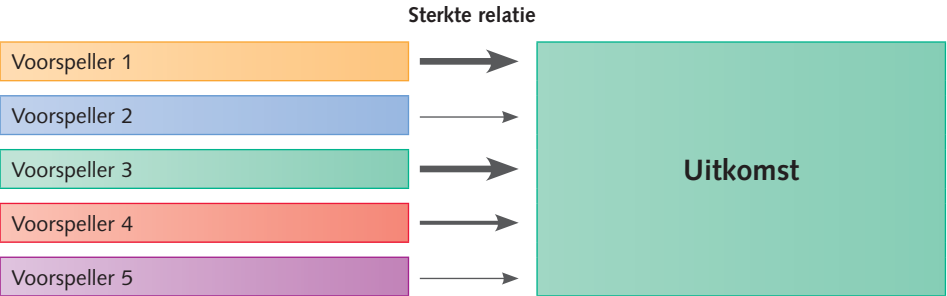 Sterkte relatie
Voorspeller 1
Voorspeller 2
Voorspeller 3
Voorspeller 4
Voorspeller 5
Uitkomst